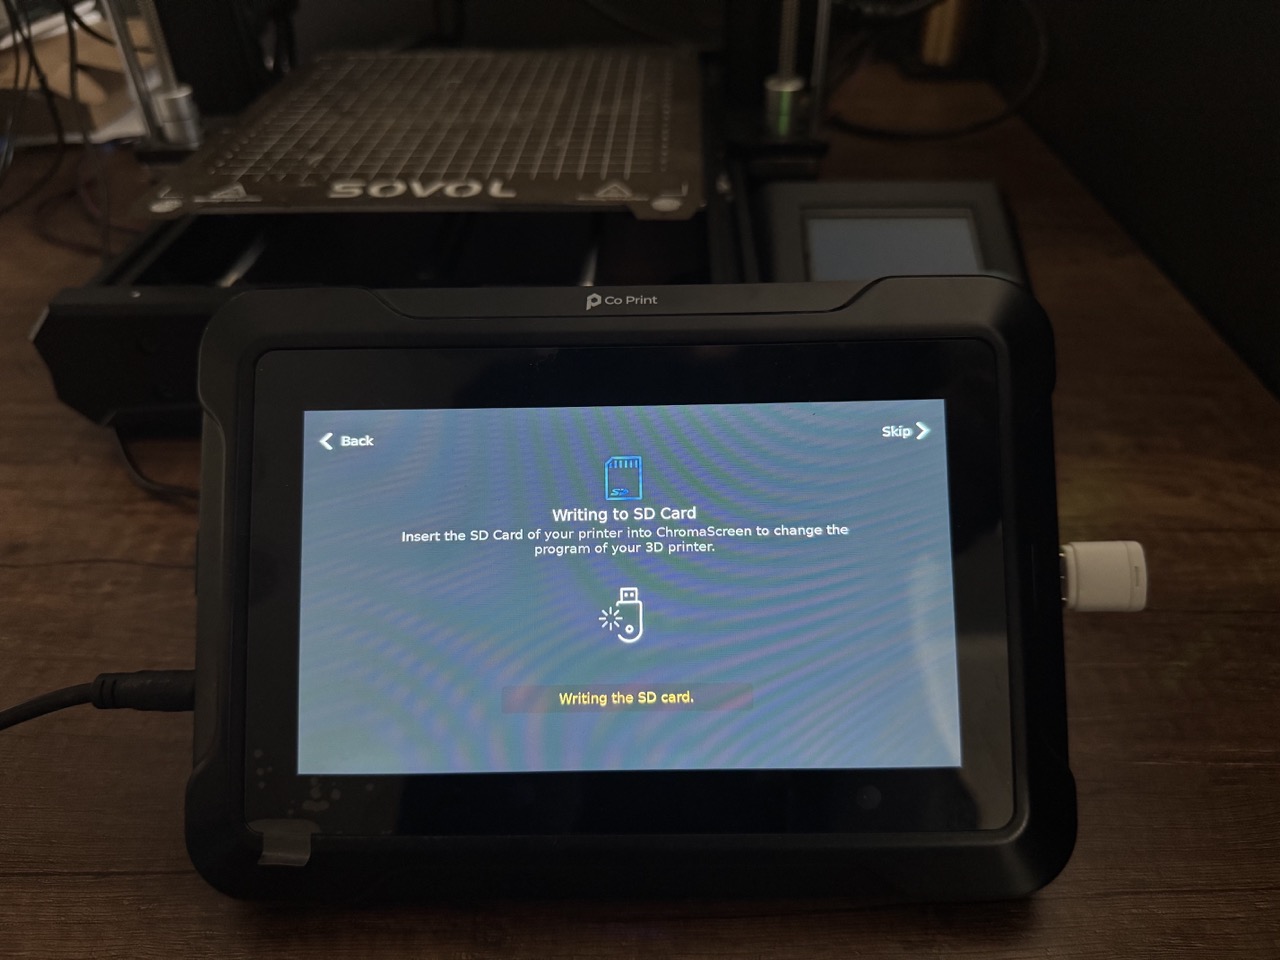 SOVOL
Co Print
Back
Skip
SD
Writing to SD Card
Insert the SD Card of your printer into ChromaScreen to change the
program of your 3D printer.
Writing the SD card.